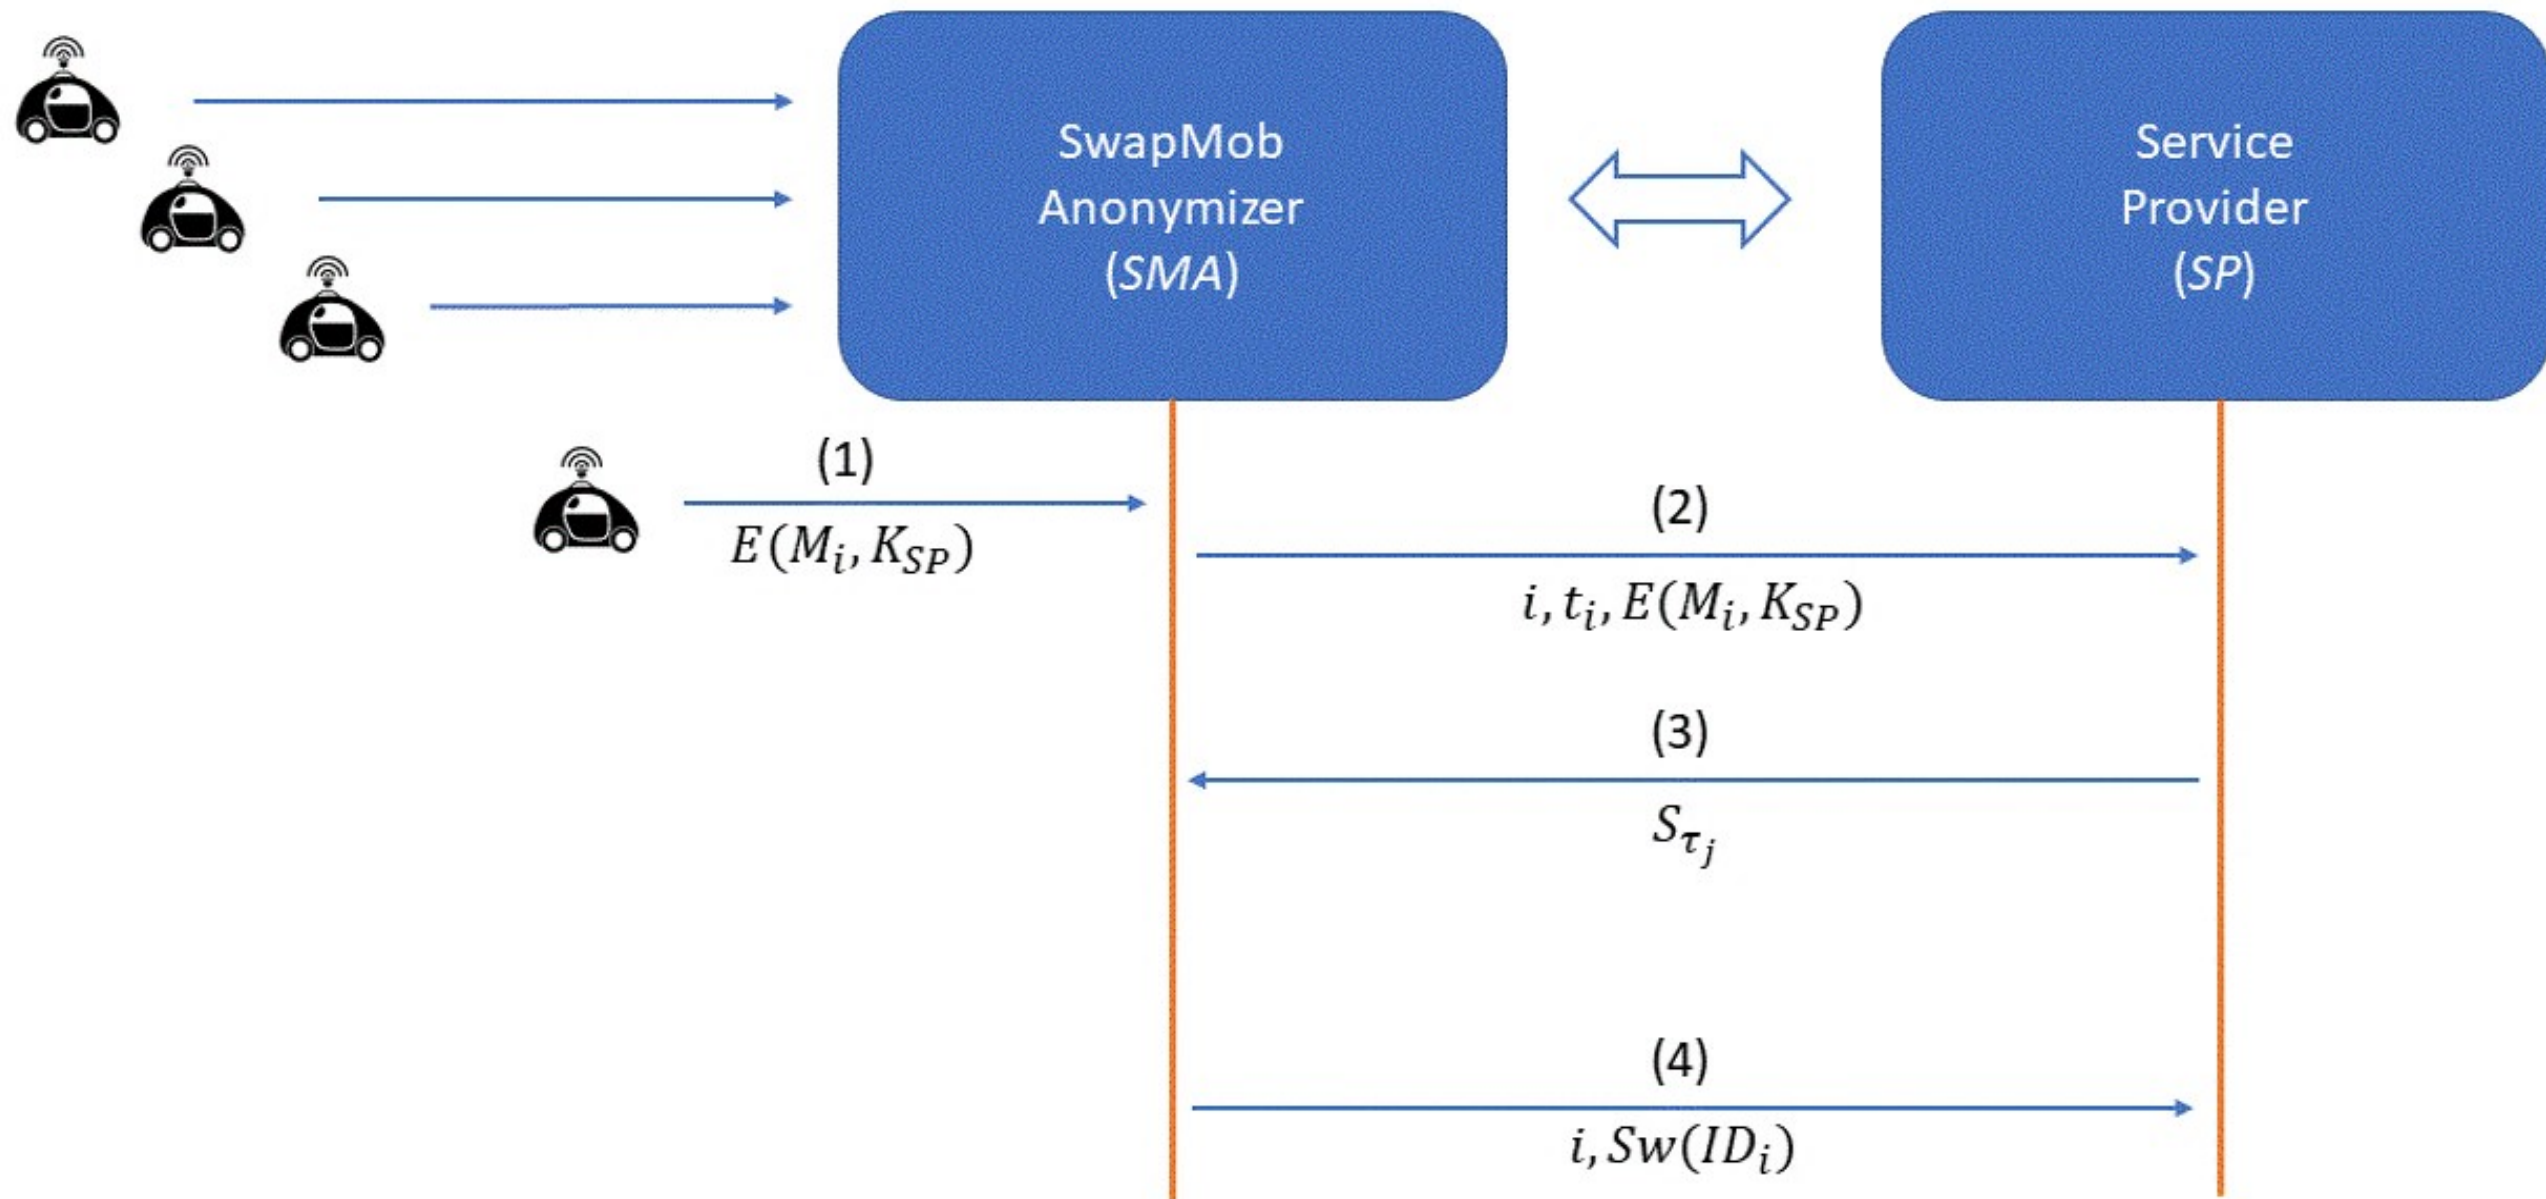 SwapMob
Anonymizer
(SMA)
Service
Provider
(SP)
(1)
E(M_i, K_SP)
(2)
i, t_i, E(M_i, K_SP)
(3)
S_τ_j
(4)
i, Sw(ID_i)